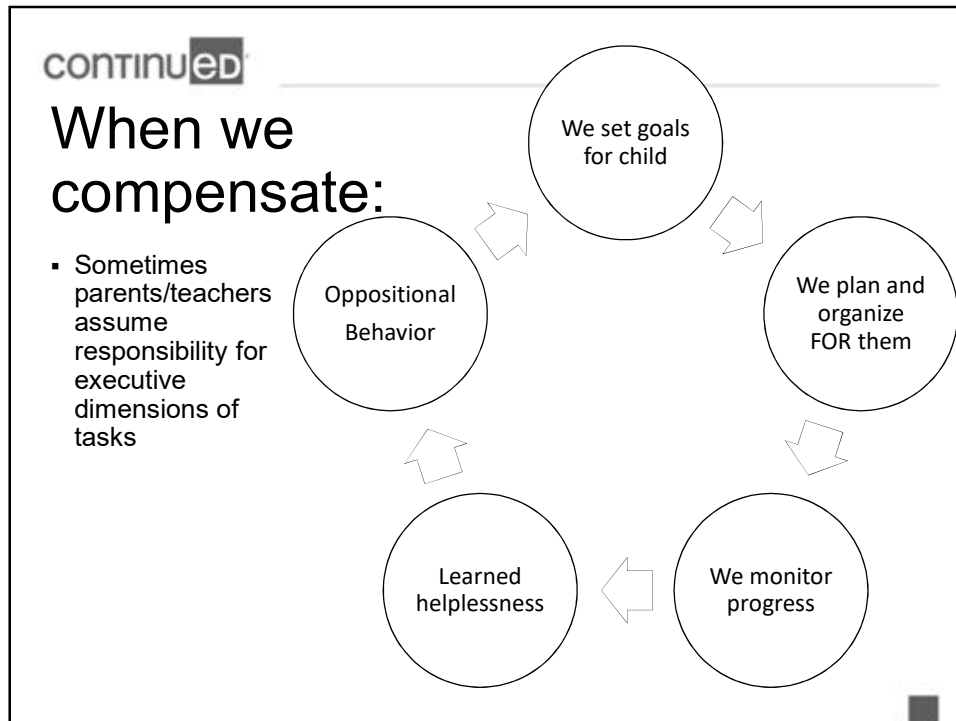 continued
When we
compensate:
▪ Sometimes
parents/teachers
assume
responsibility for
executive
dimensions of
tasks
We set goals
for child
We plan and
organize
FOR them
We monitor
progress
Learned
helplessness
Oppositional
Behavior